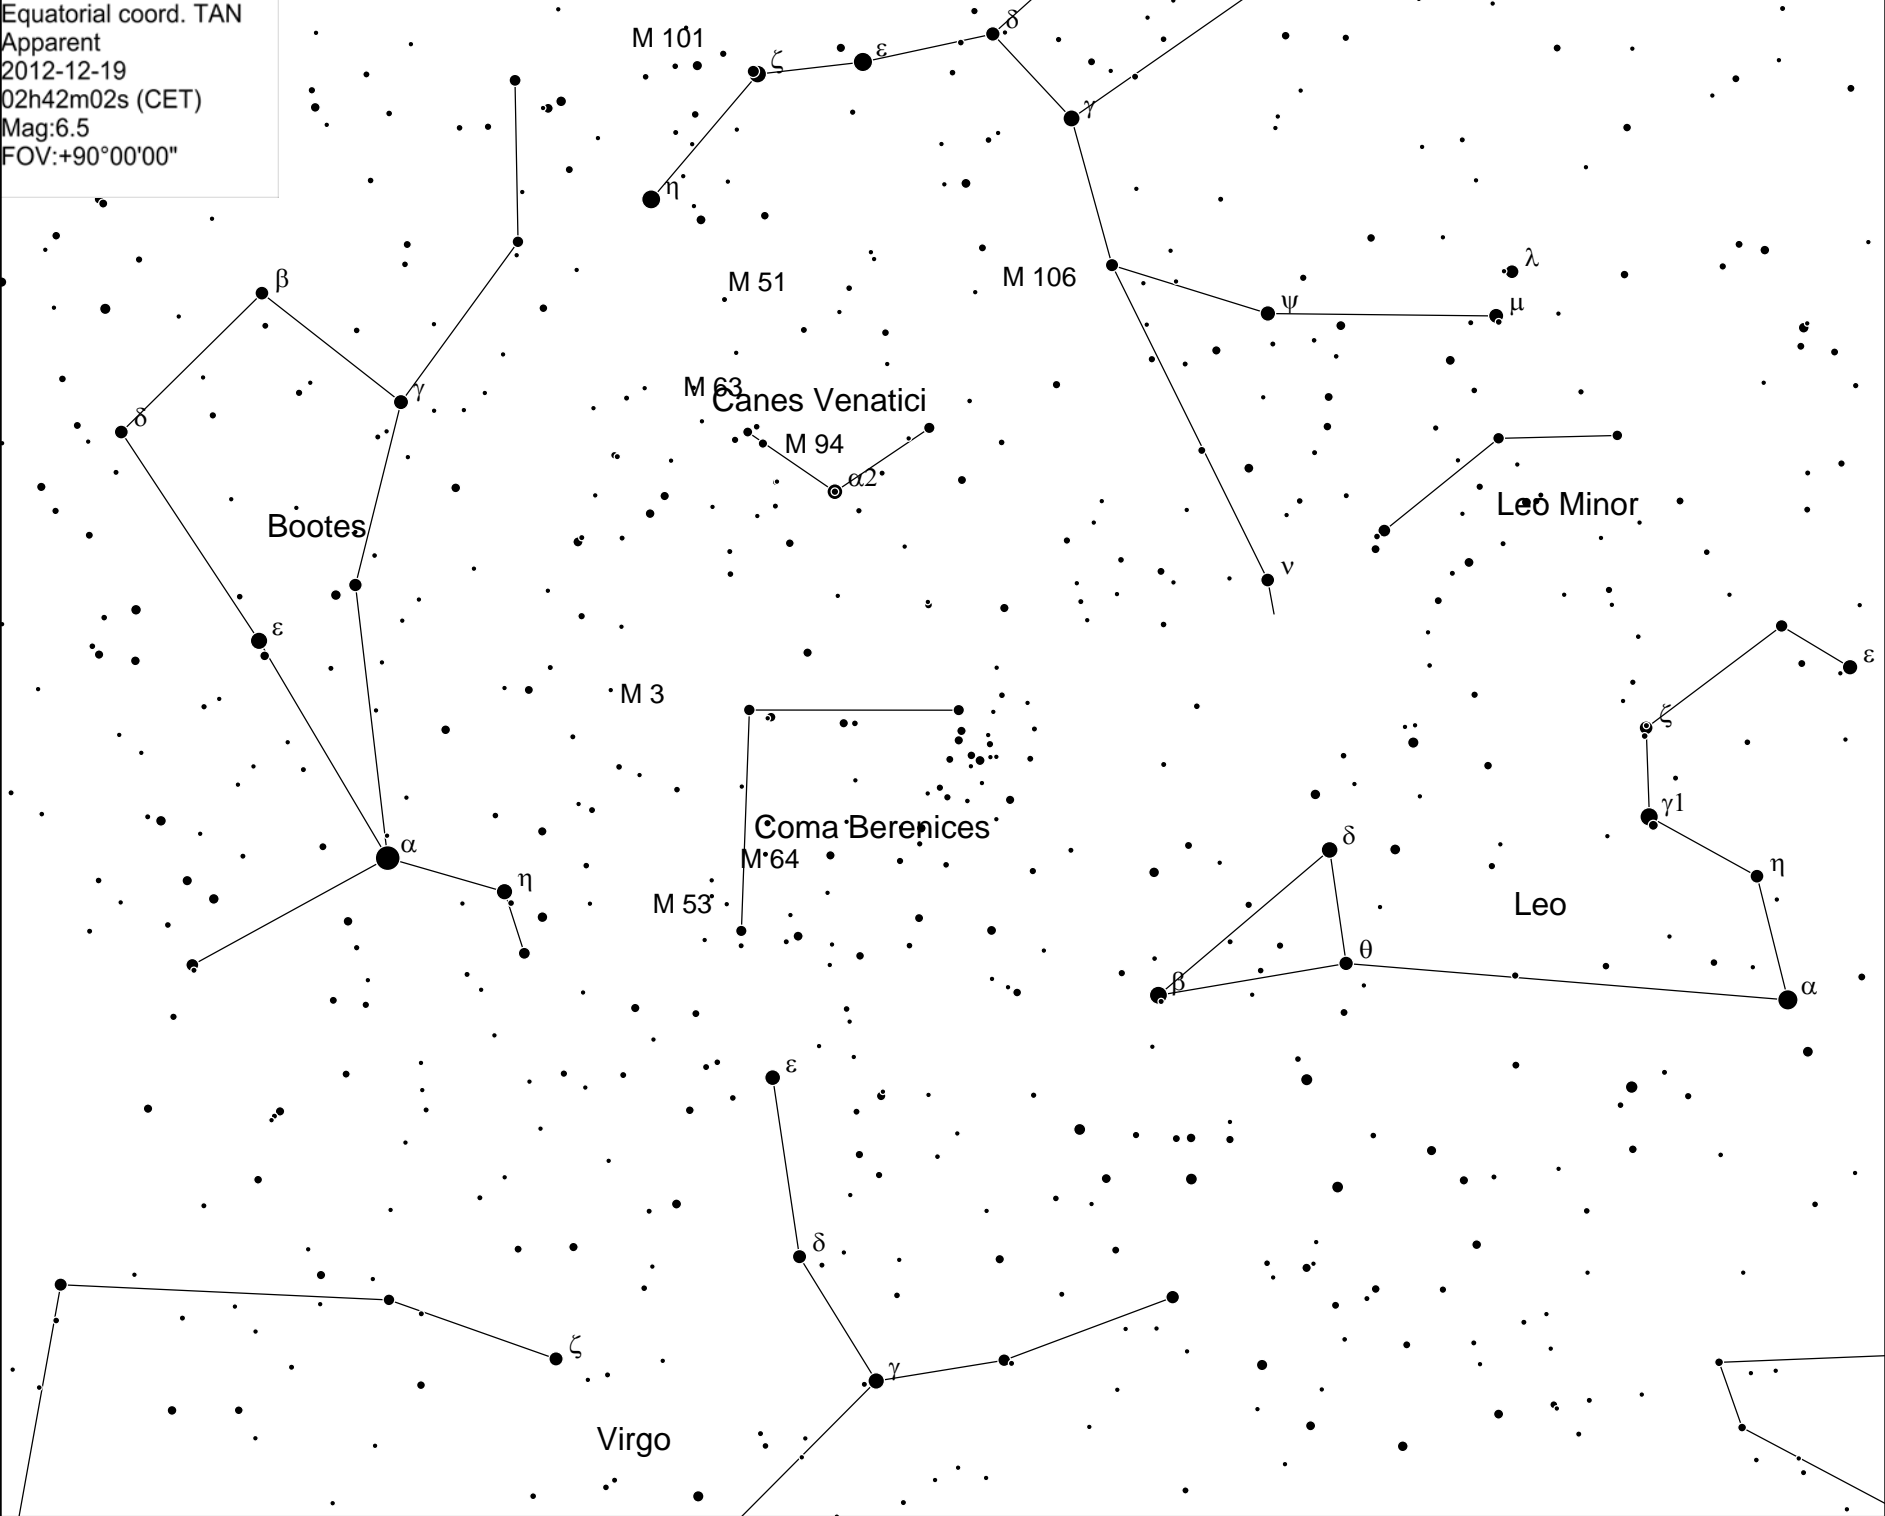 Equatorial coord. TAN
Apparent
2012-12-19
02h42m02s (CET)
Mag:6.5
FOV:+90°00'00"
δ
M 101
ζ
ε
γ
η
λ
β
M 51
M 106
ψ
μ
M 63
Canes Venatici
γ
δ
M 94
α2
Leo Minor
Bootes
ν
ε
ε
M 3
ζ
γ1
Coma Berenices
δ
α
M 64
η
η
M 53
Leo
θ
β
α
ε
δ
ζ
γ
Virgo